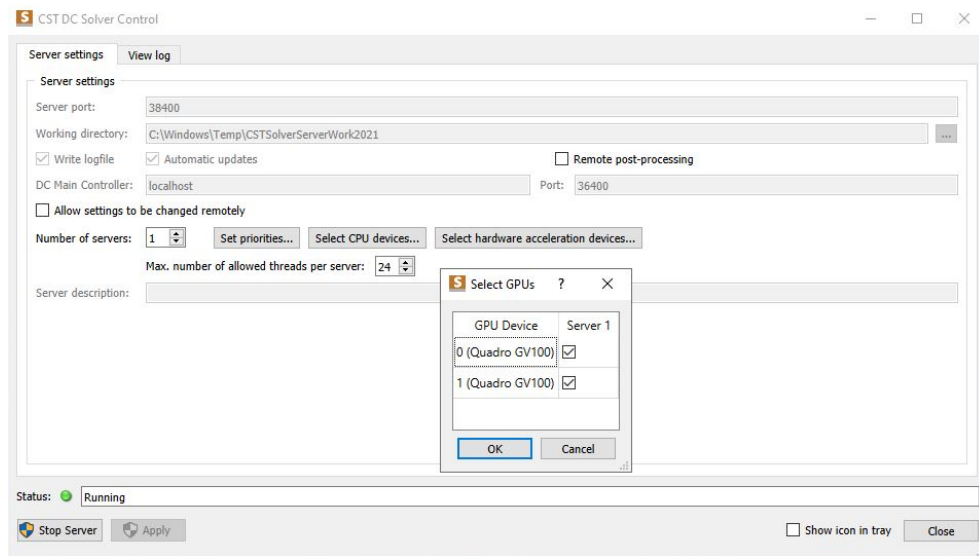 CST DC Solver Control
Server settings View log
Server settings
Server port: 38400
Working directory: C:\Windows\Temp\CSTSolverServerWork2021 ...
Write logfile Automatic updates Remote post-processing
DC Main Controller: localhost Port: 36400
Allow settings to be changed remotely
Number of servers: 1 Set priorities... Select CPU devices... Select hardware acceleration devices...
Max. number of allowed threads per server: 24
Server description:
S Select GPUs ?
GPU Device Server 1
0 (Quadro GV100)
1 (Quadro GV100)
OK Cancel
Status: Running
Stop Server Apply Show icon in tray Close